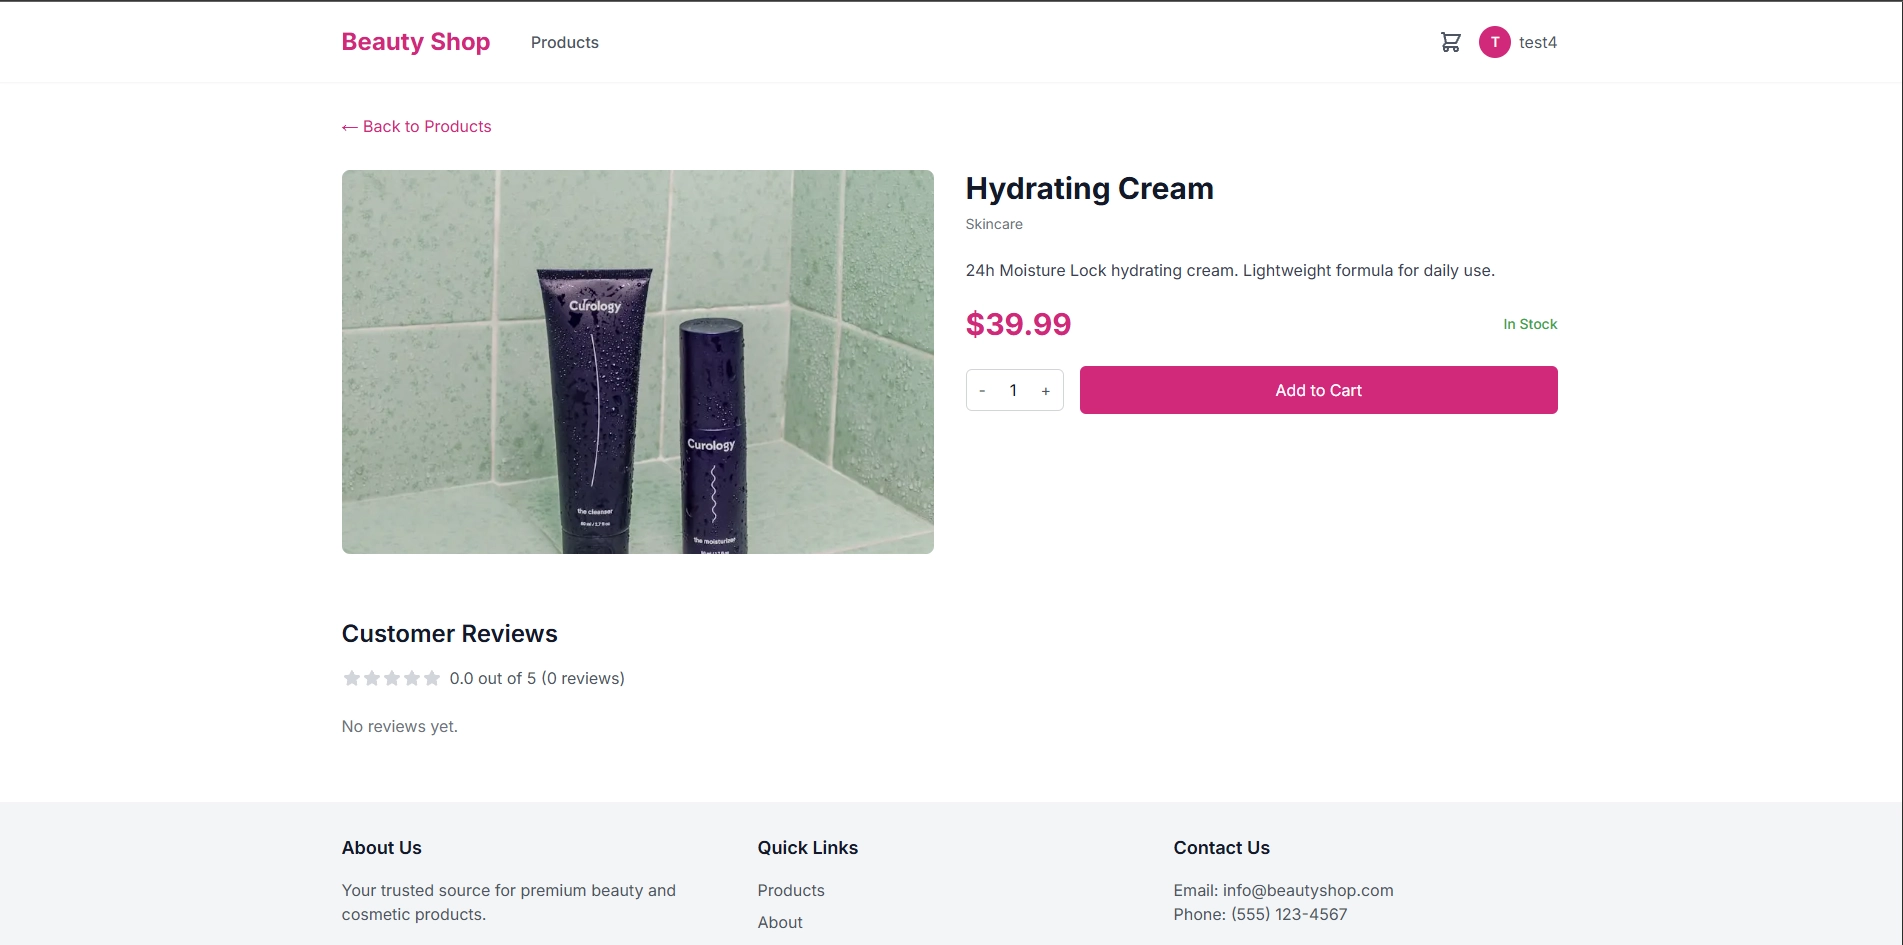 Beauty Shop
Products
T
test4
← Back to Products
Curology
the cleanser
Curology
the moisturizer
Hydrating Cream
Skincare
24h Moisture Lock hydrating cream. Lightweight formula for daily use.
$39.99
In Stock
- 1 +
Add to Cart
Customer Reviews
0.0 out of 5 (0 reviews)
No reviews yet.
About Us
Your trusted source for premium beauty and
cosmetic products.
Quick Links
Products
About
Contact Us
Email: info@beautyshop.com
Phone: (555) 123-4567